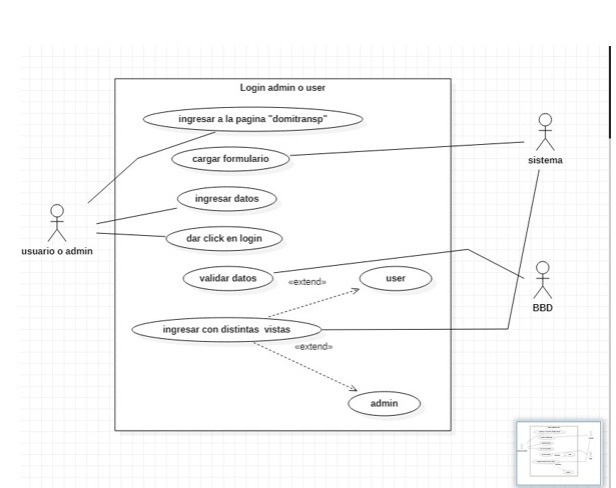 Login admin o user
ingresar a la pagina "domitransp"
cargar formulario
sistema
ingresar datos
usuario o admin
dar click en login
validar datos
«extend»
user
BBD
ingresar con distintas vistas
«extend»
admin